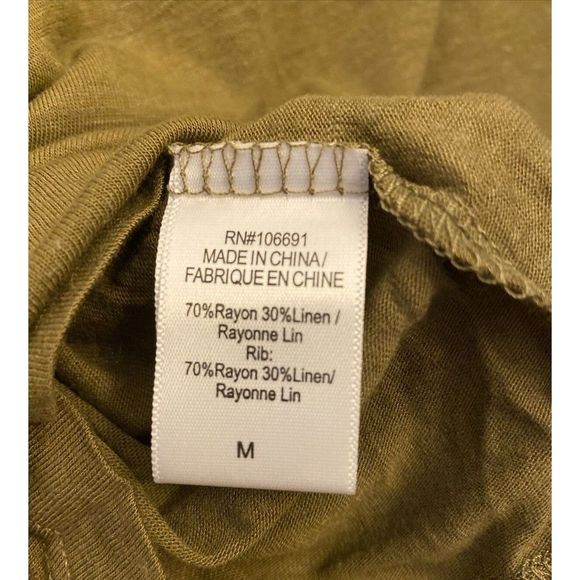 RN#106691
MADE IN CHINA/
FABRIQUE EN CHINE
70%Rayon 30%Linen /
Rayonne Lin
Rib:
70%Rayon 30%Linen/
Rayonne Lin
M